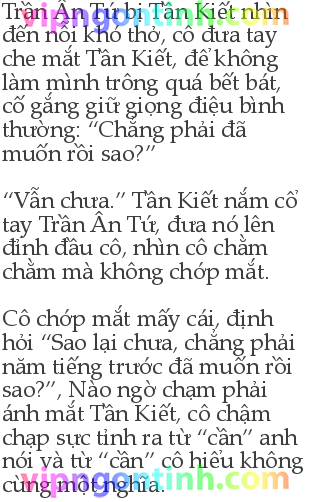 Trần Ân Tứ bị Tần Kiết nhìn
vipngontinh.com
đến nỗi khó thở, cô đưa tay
che mắt Tần Kiết, để không
làm mình trông quá bết bát,
cố gắng giữ giọng điệu bình
thường: “Chẳng phải đã
muốn rồi sao?”
“Vẫn chưa.” Tần Kiết nắm cổ
tay Trần Ân Tứ, đưa nó lên
đỉnh đầu cô, nhìn cô chằm
chằm mà không chớp mắt.
Cô chớp mắt mấy cái, định
hỏi “Sao lại chưa, chẳng phải
năm tiếng trước đã muốn rồi
sao?”, Nào ngờ chạm phải
ánh mắt Tần Kiết, cô chậm
chạp sực tỉnh ra từ “cần” anh
nói và từ “cần” cô hiểu không
cùng một nghĩa.
vipngontinh.com